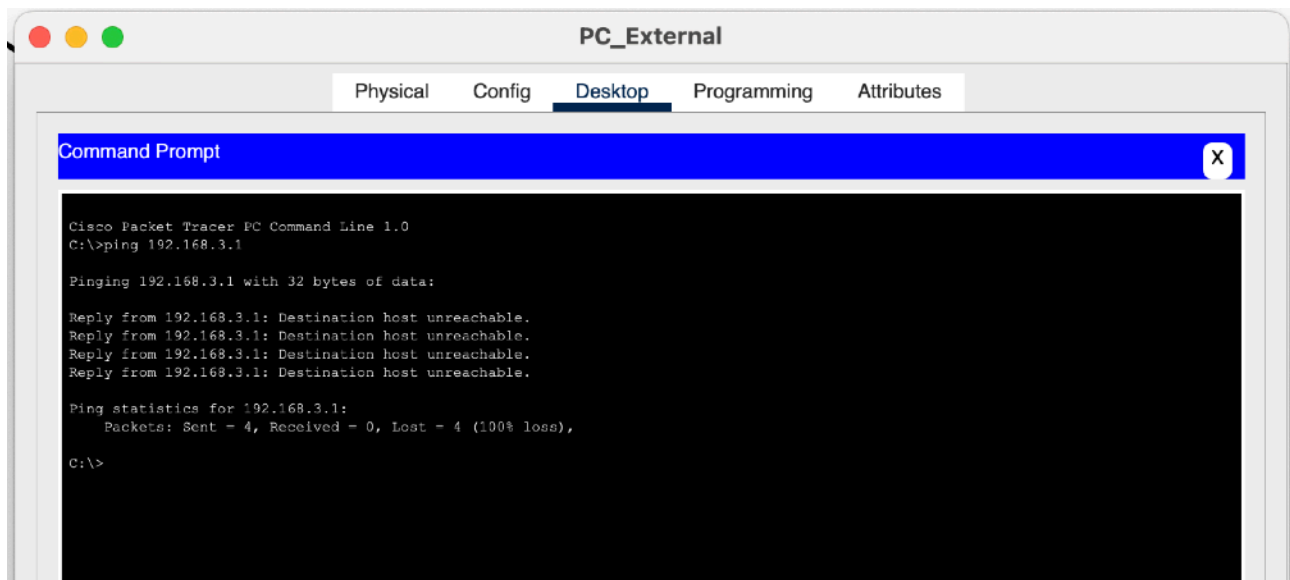 PC_External
Physical Config Desktop Programming Attributes
Command Prompt
X
Cisco Packet Tracer PC Command Line 1.0
C:\>ping 192.168.3.1
Pinging 192.168.3.1 with 32 bytes of data:
Reply from 192.168.3.1: Destination host unreachable.
Reply from 192.168.3.1: Destination host unreachable.
Reply from 192.168.3.1: Destination host unreachable.
Reply from 192.168.3.1: Destination host unreachable.
Ping statistics for 192.168.3.1:
Packets: Sent = 4, Received = 0, Lost = 4 (100% loss),
C:\>